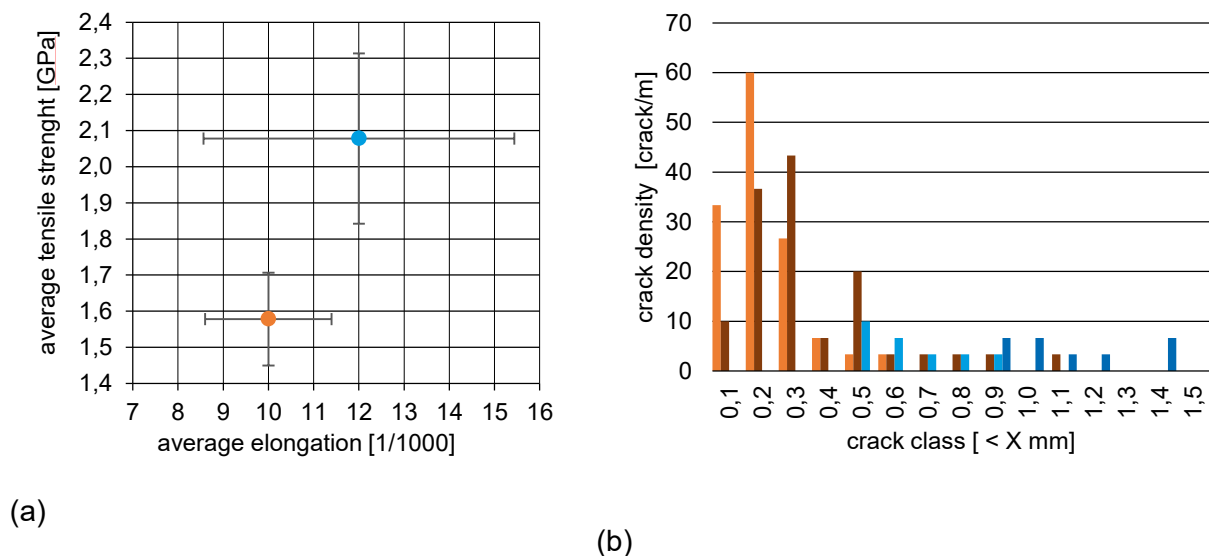 average tensile strenght [GPa]
2,4
2,3
2,2
2,1
2,0
1,9
1,8
1,7
1,6
1,5
1,4
7 8 9 10 11 12 13 14 15 16
average elongation [1/1000]
(a)
crack density [crack/m]
70
60
50
40
30
20
10
0
0,1 0,2 0,3 0,4 0,5 0,6 0,7 0,8 0,9 1,0 1,1 1,2 1,3 1,4 1,5
crack class [ < X mm]
(b)